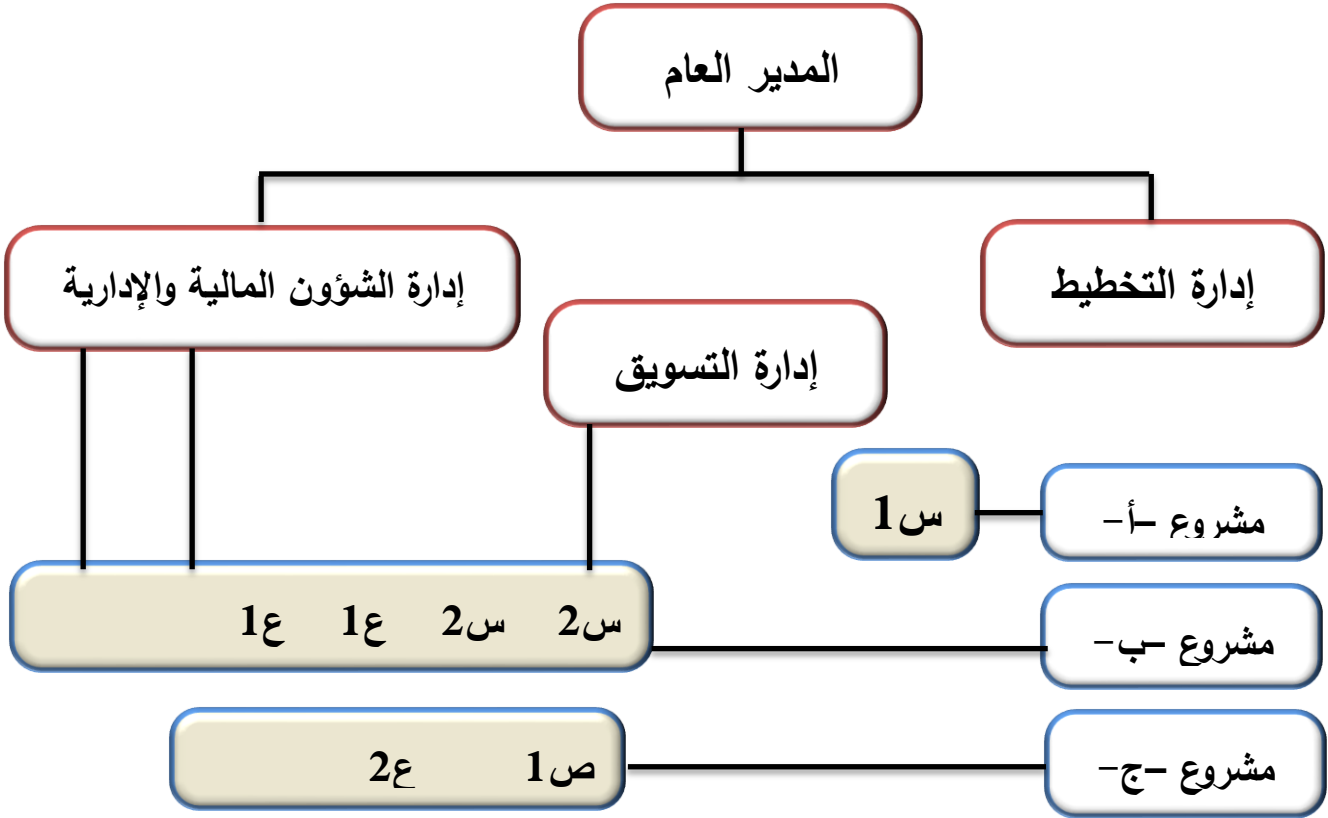 المدير العام
إدارة التخطيط
إدارة الشؤون المالية والإدارية
إدارة التسويق
مشروع –أ-
س1
مشروع –ب-
س2 س2 ع1 ع1
مشروع –ج-
ص1 ع2